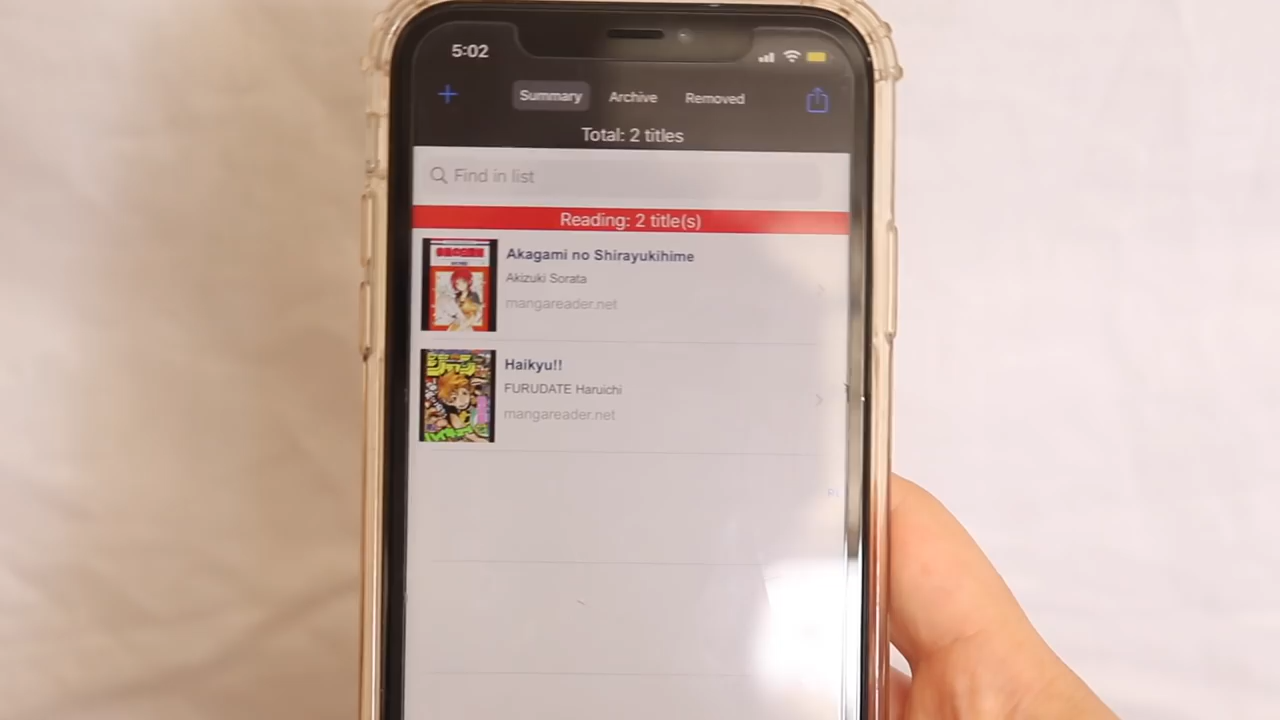 5:02
Summary Archive Removed
Total: 2 titles
Find in list
Reading: 2 title(s)
Akagami no Shirayukihime
Akizuki Sorata
mangareader.net
Haikyu!!
FURUDATE Haruichi
mangareader.net